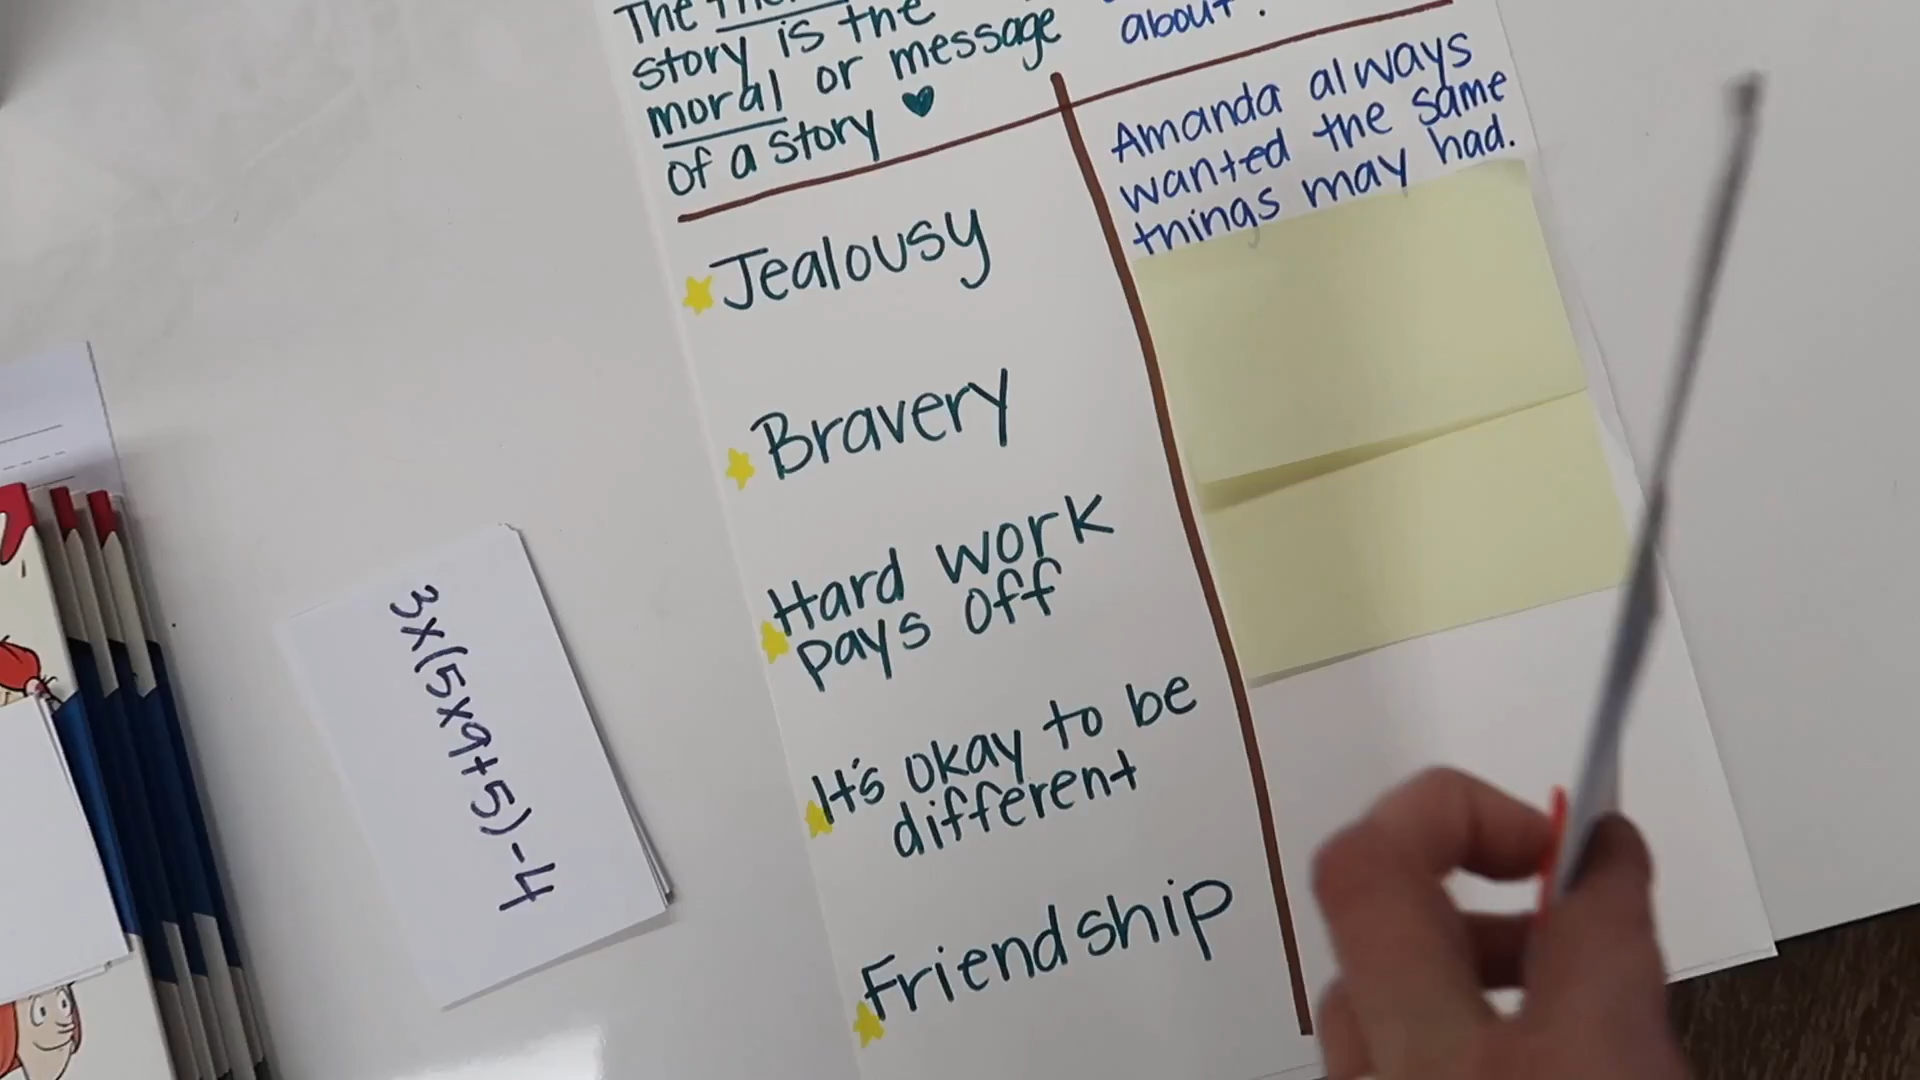 The
story is the
moral or message
of a story
about?
Amanda always
wanted the same
things may had.
Jealousy
Bravery
Hard work
pays off
It's okay to be
different
Friendship
3x(5x9+5)-4